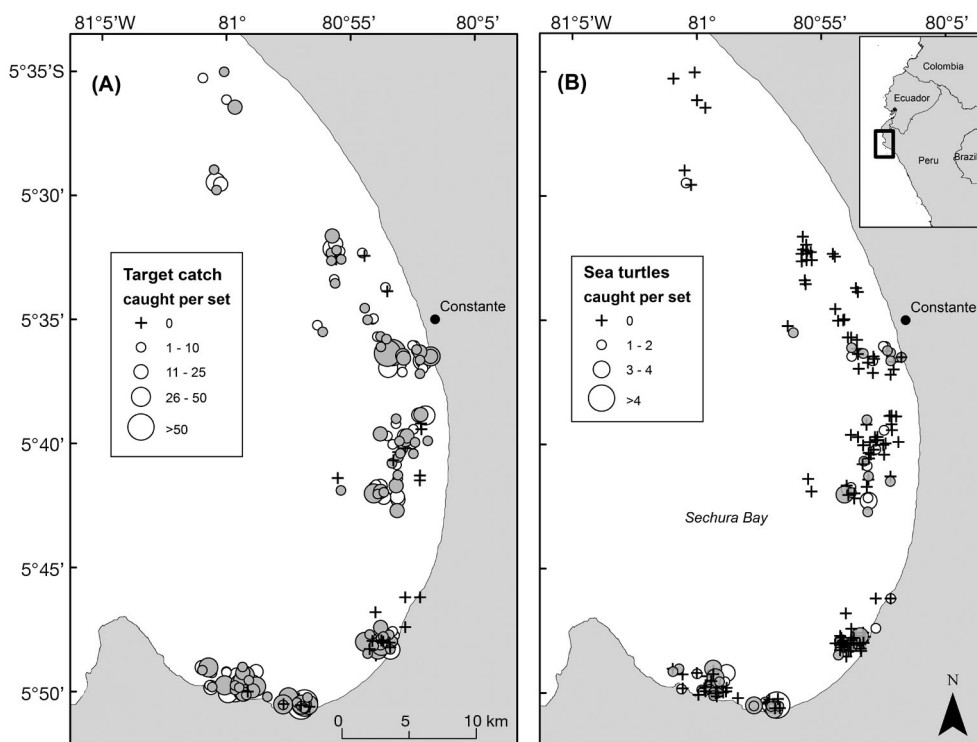 81°5'W 81° 80°55' 80°5' 81°5'W 81° 80°55' 80°5'
5°35'S
5°30'
5°35'
5°40'
5°45'
5°50'
(A)
Target catch
caught per set
0
1 - 10
11 - 25
26 - 50
>50
Constante
0 5 10 km
(B)
Colombia
Ecuador
Peru
Brazil
Sea turtles
caught per set
0
1 - 2
3 - 4
>4
Constante
Sechura Bay
N